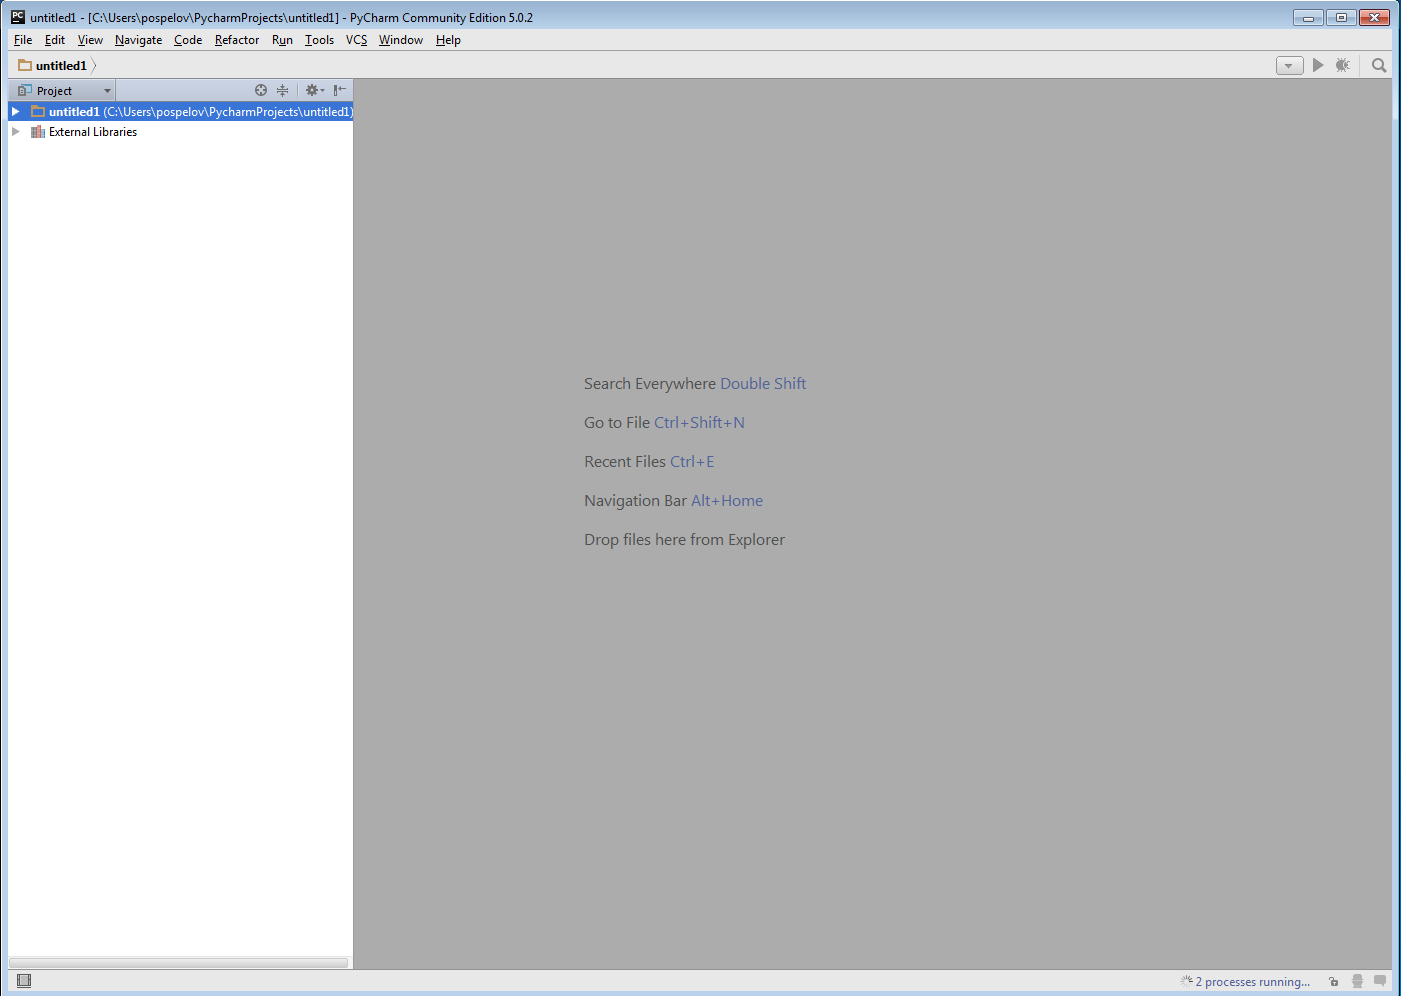 PC untitled1 - [C:\Users\pospelov\PycharmProjects\untitled1] - PyCharm Community Edition 5.0.2
File Edit View Navigate Code Refactor Run Tools VCS Window Help
untitled1
Project
untitled1 (C:\Users\pospelov\PycharmProjects\untitled1)
External Libraries
Search Everywhere Double Shift
Go to File Ctrl+Shift+N
Recent Files Ctrl+E
Navigation Bar Alt+Home
Drop files here from Explorer
2 processes running...